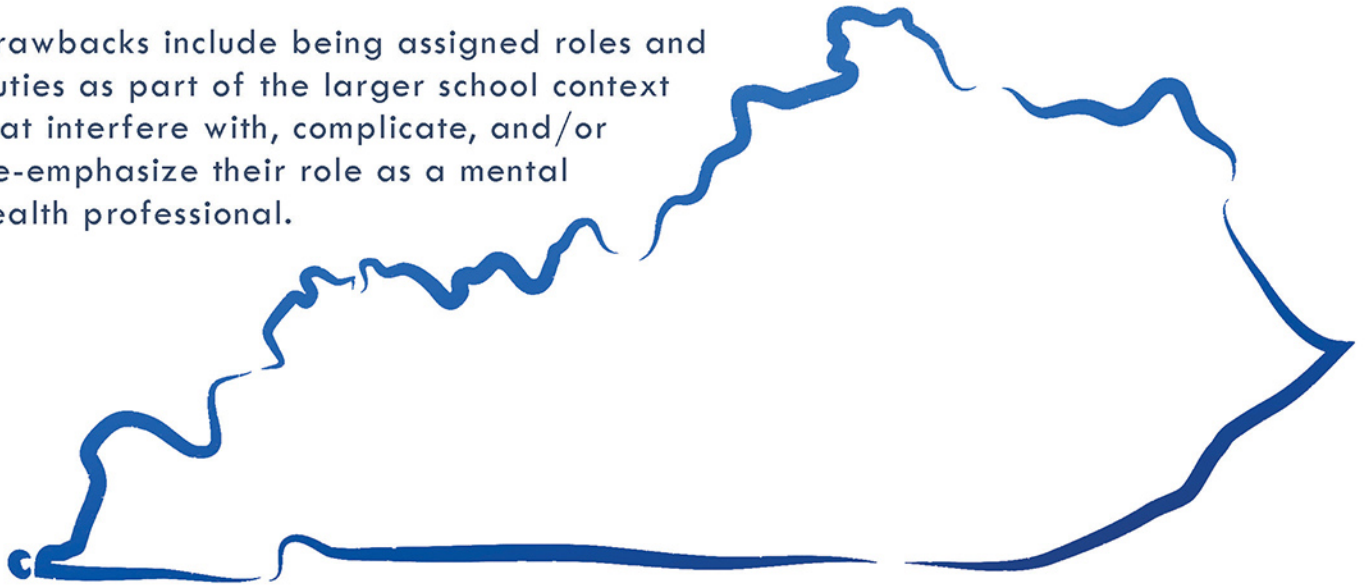 rawbacks include being assigned roles and
uties as part of the larger school context
at interfere with, complicate, and/or
e-emphasize their role as a mental
ealth professional.